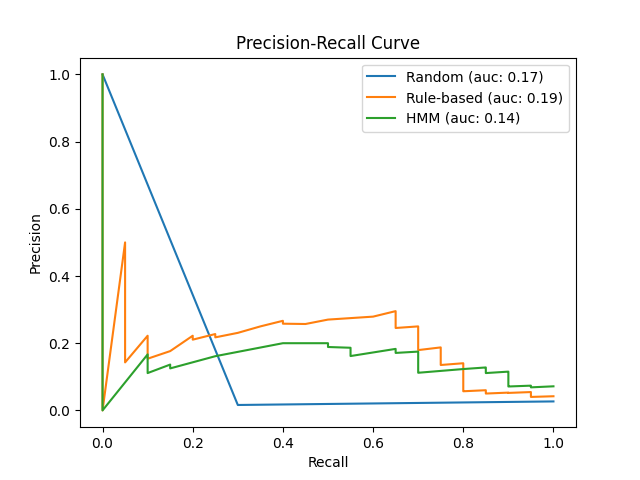 Precision-Recall Curve
Random (auc: 0.17)
Rule-based (auc: 0.19)
HMM (auc: 0.14)
1.0
0.8
0.6
0.4
0.2
0.0
Precision
0.0 0.2 0.4 0.6 0.8 1.0
Recall